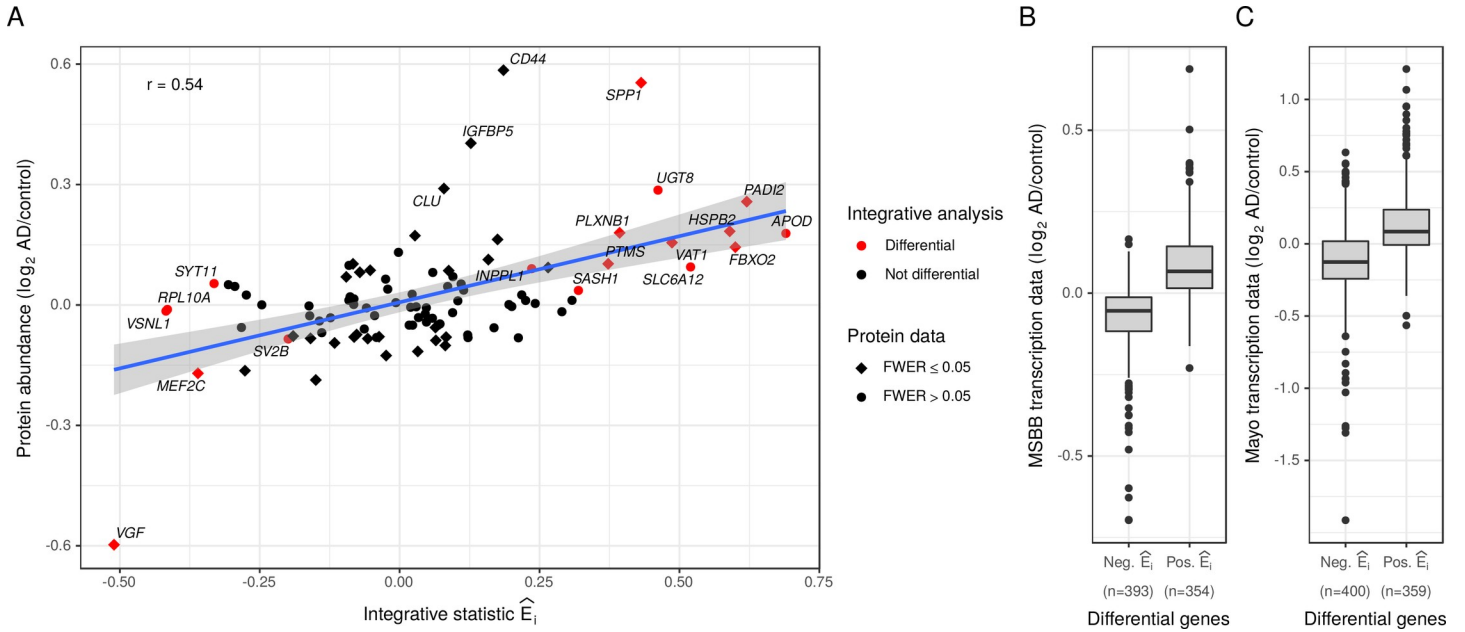 A
r = 0.54
CD44
SPP1
IGFBP5
CLU
UGT8
PADI2
PLXNB1
HSPB2
APOD
PTMS
VAT1
FBXO2
INPPL1
SASH1
SLC6A12
SYT11
RPL10A
VSNL1
SV2B
MEF2C
VGF
0.6
0.3
0.0
-0.3
-0.6
Protein abundance (log₂ AD/control)
-0.50 -0.25 0.00 0.25 0.50 0.75
Integrative statistic Êᵢ
Integrative analysis
Differential
Not differential
Protein data
FWER ≤ 0.05
FWER > 0.05
B
MSBB transcription data (log₂ AD/control)
0.5
0.0
-0.5
Neg. Êᵢ Pos. Êᵢ
(n=393) (n=354)
Differential genes
C
Mayo transcription data (log₂ AD/control)
1.0
0.5
0.0
-0.5
-1.0
-1.5
Neg. Êᵢ Pos. Êᵢ
(n=400) (n=359)
Differential genes